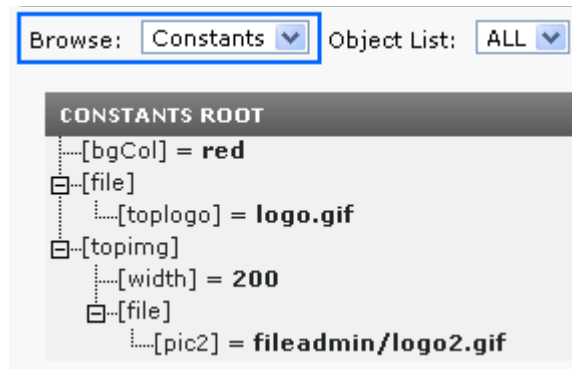 Browse: Constants Object List: ALL
CONSTANTS ROOT
[bgCol] = red
[file]
[toplogo] = logo.gif
[topimg]
[width] = 200
[file]
[pic2] = fileadmin/logo2.gif